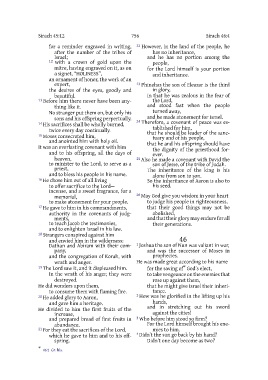 Sirach 45:12
756
Sirach 46:4
for a reminder engraved in writing,
after the number of the tribes of
Israel;
12 with a crown of gold upon the
mitre, having engraved on it, as on
a signet, “HOLINESS”,
an ornament of honor, the work of an
expert,
the desires of the eyes, goodly and
beautiful.
13 Before him there never have been any-
thing like it.
No stranger put them on, but only his
sons and his offspring perpetually.
14 His sacrifices shall be wholly burned,
twice every day continually.
15 Moses consecrated him,
and anointed him with holy oil.
It was an everlasting covenant with him
and to his offspring, all the days of
heaven,
to minister to the Lord, to serve as
priest,
and to bless his people in his name.
16 He chose him out of all living
to offer sacrifice to the Lord—
incense, and a sweet fragrance, for a
memorial,
to make atonement for your people.
17 He gave to him in his commandments,
authority in the covenants of judg-
ments,
to teach Jacob the testimonies,
and to enlighten Israel in his law.
18 Strangers conspired against him
and envied him in the wilderness:
Dathan and Abiram with their com-
pany,
and the congregation of Korah, with
wrath and anger.
19 The Lord saw it, and it displeased him.
In the wrath of his anger, they were
destroyed.
He did wonders upon them,
to consume them with flaming fire.
20 He added glory to Aaron,
and gave him a heritage.
He divided to him the first fruits of the
increase,
and prepared bread of first fruits in
abundance.
21 For they eat the sacrifices of the Lord,
which he gave to him and to his off-
spring.
22 However, in the land of the people, he
has no inheritance,
and he has no portion among the
people,
for the Lord himself is your portion
and inheritance.
23 Phinehas the son of Eleazar is the third
in glory,
in that he was zealous in the fear of
the Lord,
and stood fast when the people
turned away,
and he made atonement for Israel.
24 Therefore, a covenant of peace was es-
tablished for him,
that he should be leader of the sanc-
tuary and of his people,
that he and his offspring should have
the dignity of the priesthood for-
ever.
25 Also he made a covenant with David the
son of Jesse, of the tribe of Judah.
The inheritance of the king is his
alone from son to son.
So the inheritance of Aaron is also to
his seed.
26 May God give you wisdom in your heart
to judge his people in righteousness,
that their good things may not be
abolished,
and that their glory may endure for all
their generations.
46
1 Joshua the son of Nun was valiant in war,
and was the successor of Moses in
prophecies.
He was made great according to his name
for the saving of God’s elect,
to take vengeance on the enemies that
rose up against them,
that he might give Israel their inheri-
tance.
2 How was he glorified in the lifting up his
hands,
and in stretching out his sword
against the cities!
3 Who before him stood so firm?
For the Lord himself brought his ene-
mies to him.
4 Didn’t the sun go back by his hand?
Didn’t one day become as two?